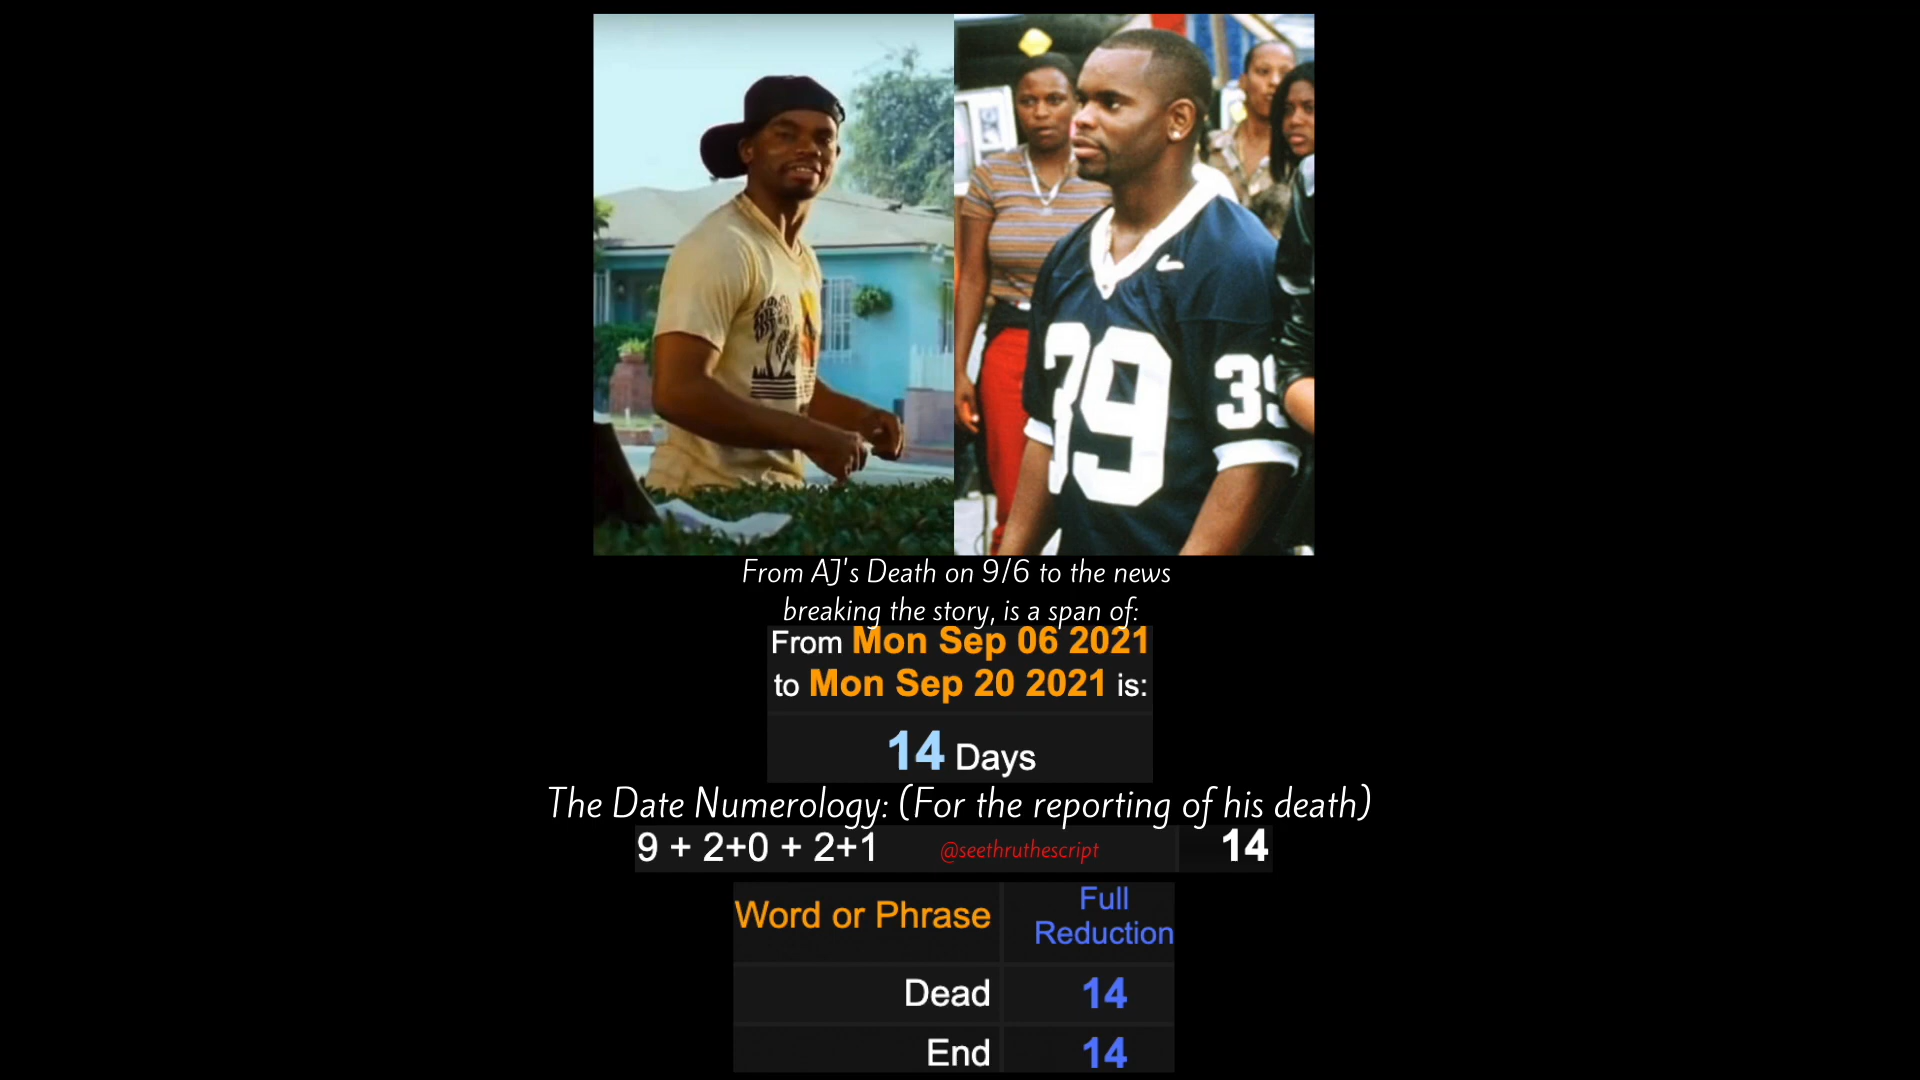 39
39
From AJ's Death on 9/6 to the news
breaking the story, is a span of:
From Mon Sep 06 2021
to Mon Sep 20 2021 is:
14 Days
The Date Numerology: (For the reporting of his death)
9 + 2+0 + 2+1 @seethruthescript 14
Word or Phrase Full
Reduction
Dead 14
End 14